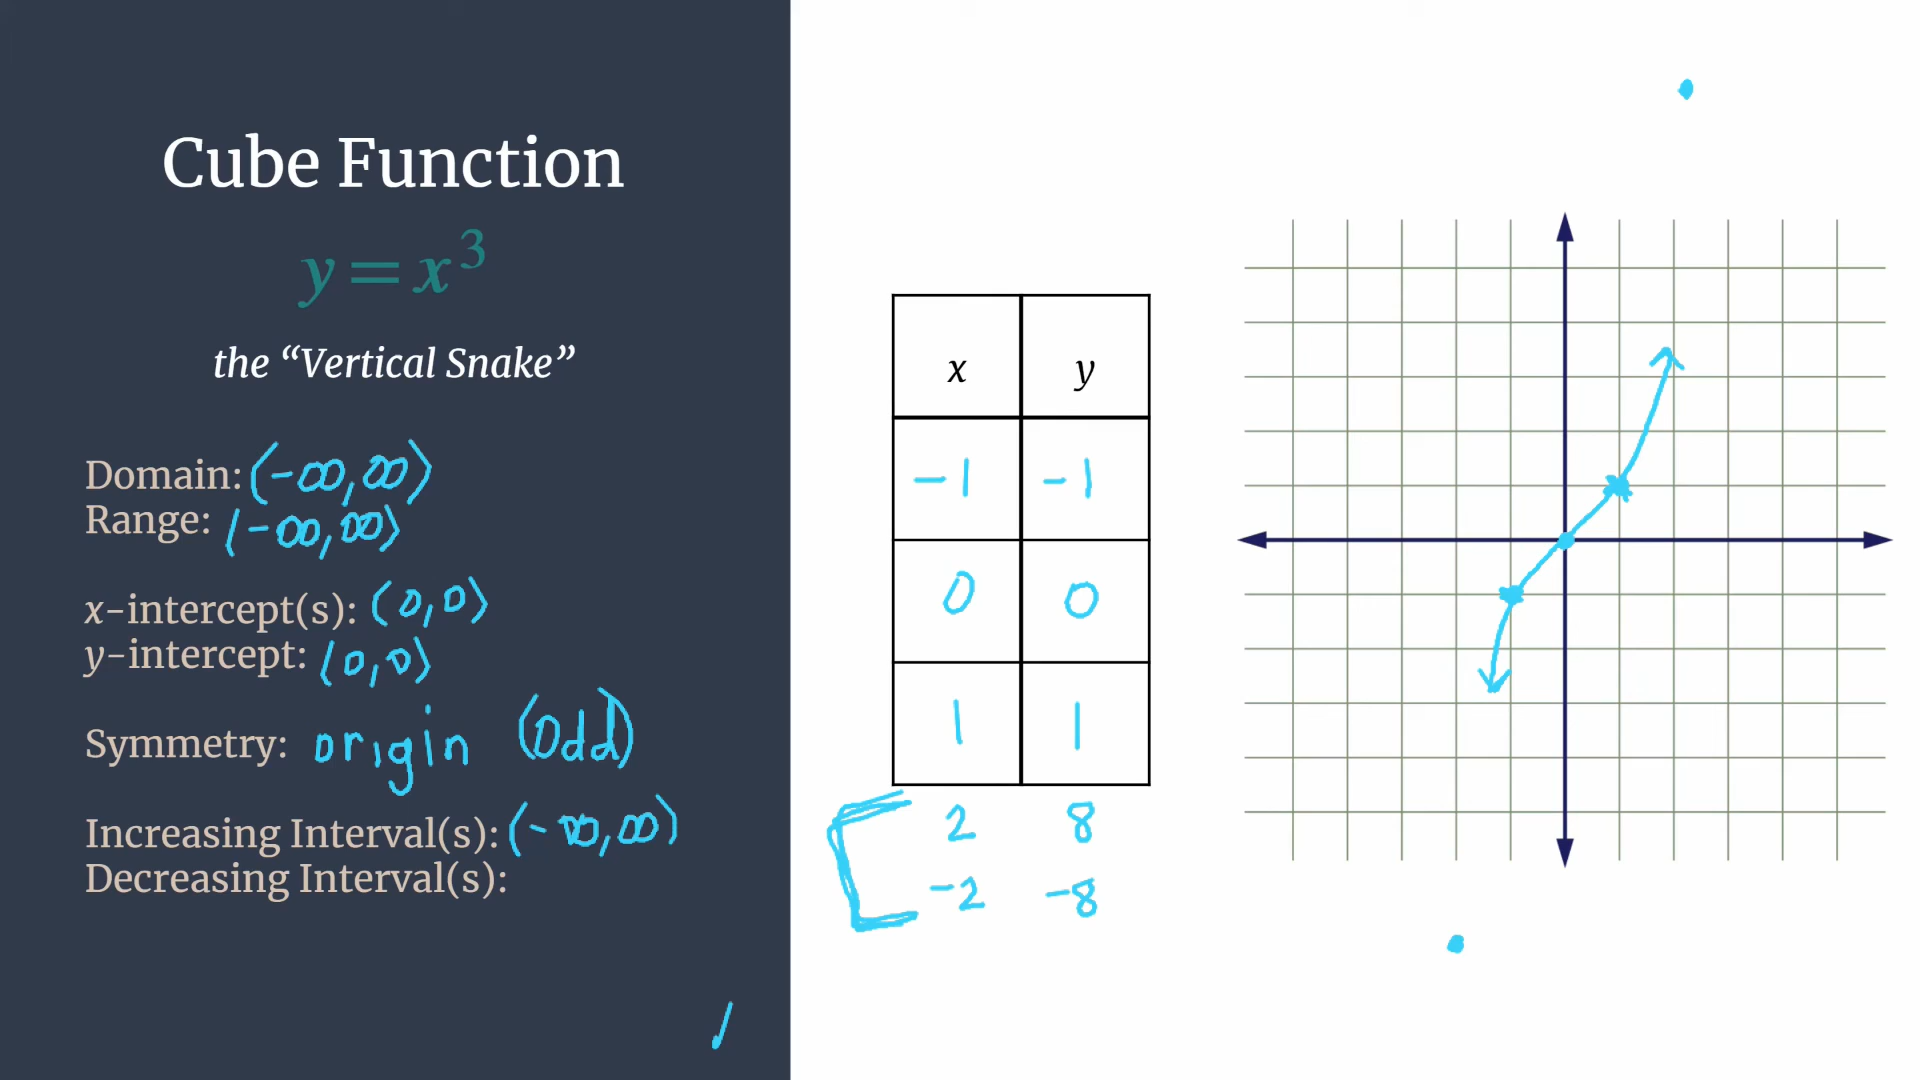 Cube Function
y = x³
the “Vertical Snake”
Domain: (-∞,∞)
Range: (-∞,∞)
x-intercept(s): (0,0)
y-intercept: (0,0)
Symmetry: origin (Odd)
Increasing Interval(s): (-∞,∞)
Decreasing Interval(s):
x y
-1 -1
0 0
1 1
2 8
-2 -8